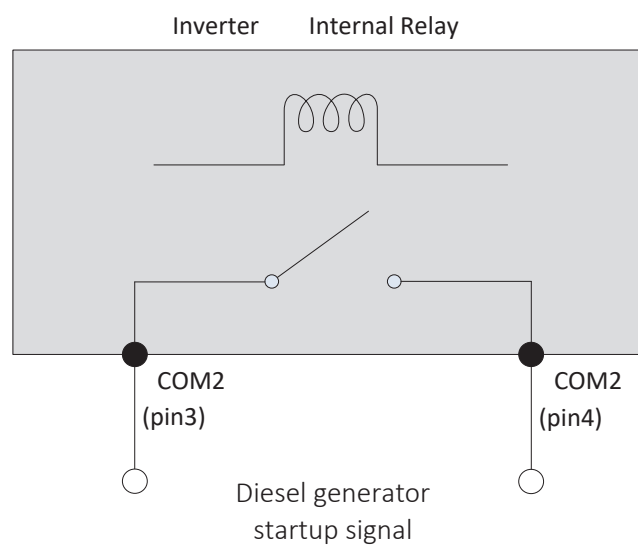 Inverter Internal Relay
COM2
(pin3)
COM2
(pin4)
Diesel generator
startup signal